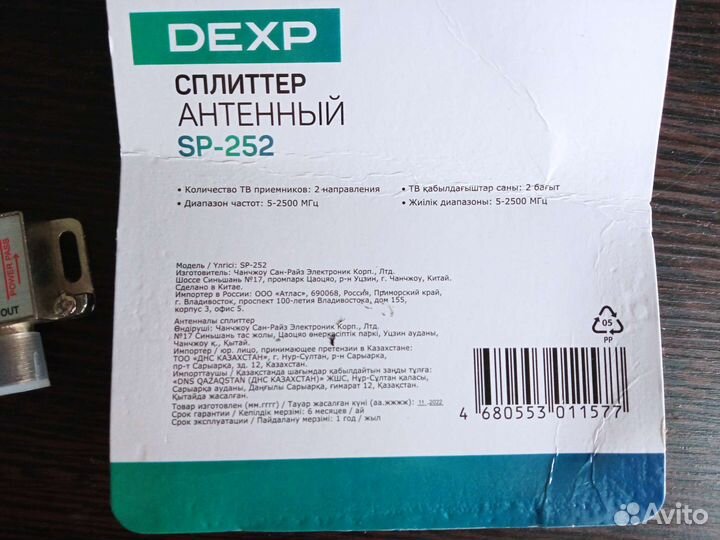 DEXP
СПЛИТТЕР
АНТЕННЫЙ
SP-252
• Количество ТВ приемников: 2 направления
• Диапазон частот: 5-2500 МГц
• ТВ қабылдағыштар саны: 2 бағыт
• Жиілік диапазоны: 5-2500 МГц
POWER PASS
OUT
Модель / Үлгісі: SP-252
Изготовитель: Чанчжоу Сан-Райз Электроник Корп., Лтд.
Шоссе Синьшань №17, промпарк Цаоцяо, р-н Уцзин, г. Чанчжоу, Китай.
Сделано в Китае.
Импортер в России: ООО «Атлас», 690068, Россия, Приморский край,
г. Владивосток, проспект 100-летия Владивостока, дом 155,
корпус 3, офис 5.
Антенналы сплиттер
Өндіруші: Чанчжоу Сан-Райз Электроник Корп., Лтд.
№17 Синьшань тас жолы, Цаоцяо өнеркәсіптік паркі, Уцзин ауданы,
Чанчжоу қ., Қытай.
Импортер / юр. лицо, принимающее претензии в Казахстане:
ТОО «ДНС КАЗАХСТАН», г. Нур-Султан, р-н Сарыарка,
пр-т Сарыарка, зд. 12, Казахстан.
Импорттаушы / Қазақстанда шағымдар қабылдайтын заңды тұлға:
«DNS QAZAQSTAN (ДНС КАЗАХСТАН)» ЖШС, Нұр-Сұлтан қаласы,
Сарыарқа ауданы, Сарыарқа даңғылы, ғимарат 12, Қазақстан.
Қытайда жасалған.
Товар изготовлен (мм.гггг) / Тауар жасалған күні (аа.жжжж): 11 .2022
Срок гарантии / Кепілдік мерзімі: 6 месяцев / ай
Срок эксплуатации / Пайдалану мерзімі: 1 год / жыл
05
PP
4 680553 011577
Avito